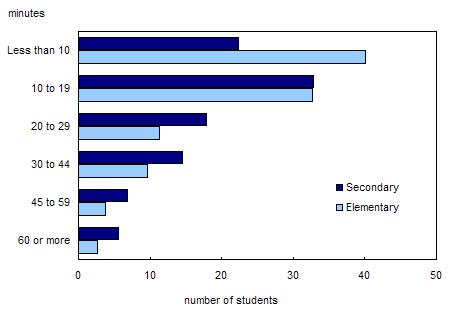 minutes
Less than 10
10 to 19
20 to 29
30 to 44
45 to 59
60 or more
Secondary
Elementary
0 10 20 30 40 50
number of students